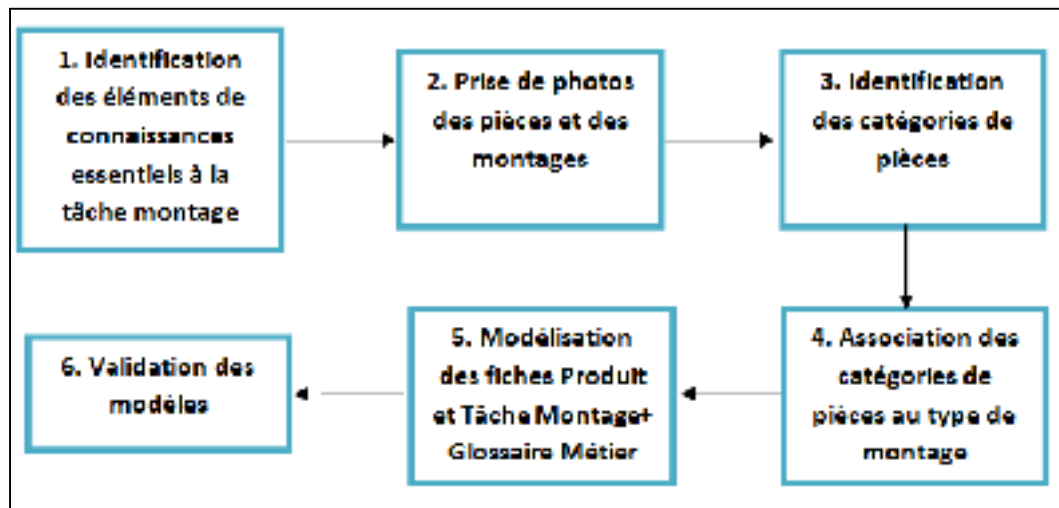 1. Identification
des éléments de
connaissances
essentiels à la
tâche montage
2. Prise de photos
des pièces et des
montages
3. Identification
des catégories de
pièces
4. Association des
catégories de
pièces au type de
montage
5. Modélisation
des fiches Produit
et Tâche Montage+
Glossaire Métier
6. Validation des
modèles